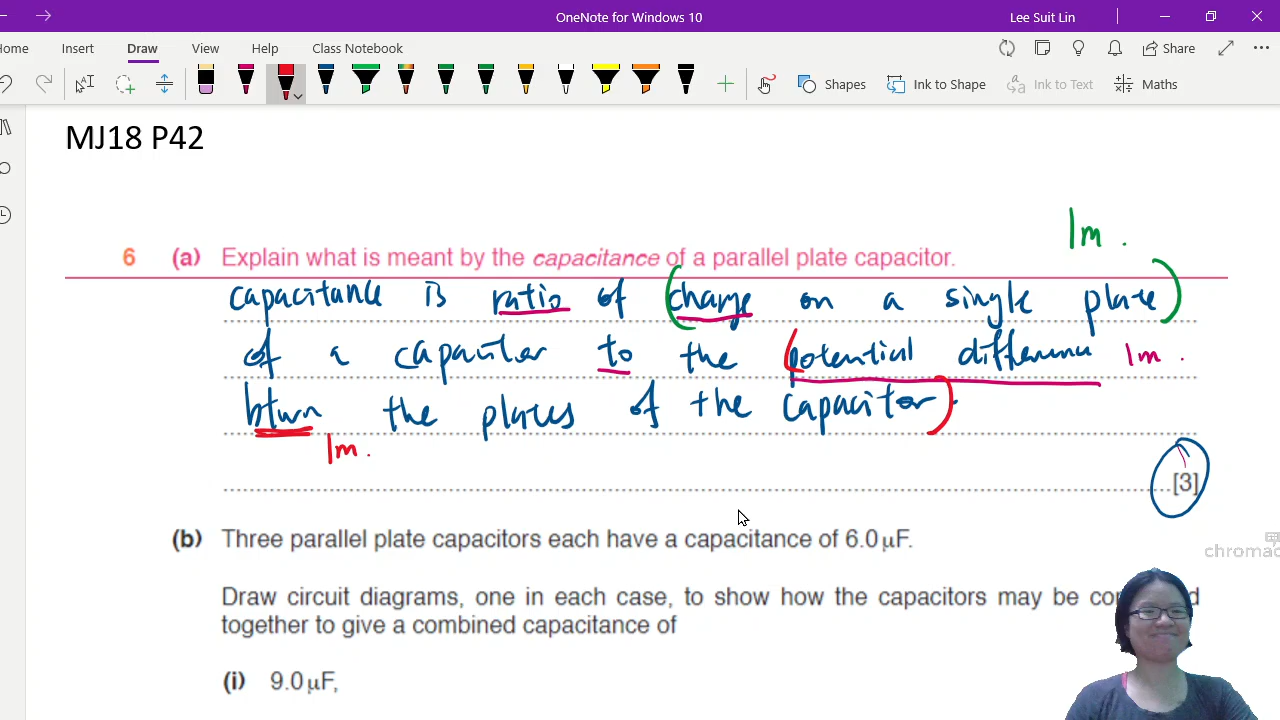 OneNote for Windows 10
Lee Suit Lin
Home Insert Draw View Help Class Notebook
Share
Shapes Ink to Shape Ink to Text Maths
MJ18 P42
1m.
6 (a) Explain what is meant by the capacitance of a parallel plate capacitor.
capacitance is ratio of (charge on a single plate)
of a capacitor to the (potential difference 1m.
btwn the plates of the capacitor).
1m.
[3]
(b) Three parallel plate capacitors each have a capacitance of 6.0 μF.
chromac
Draw circuit diagrams, one in each case, to show how the capacitors may be con d
together to give a combined capacitance of
(i) 9.0 μF,